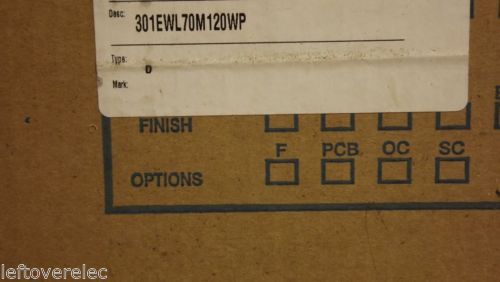 Desc: 301EWL70M120WP
Type: D
Mark:
FINISH
F PCB OC SC
OPTIONS
leftoverelec